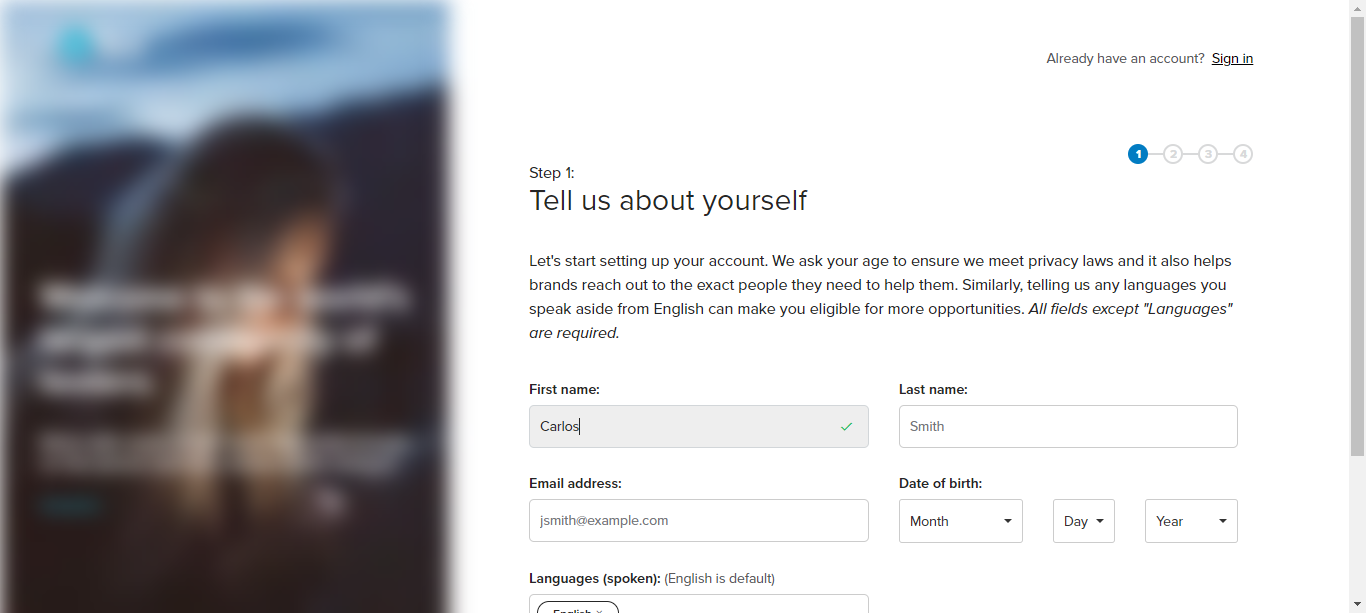 Already have an account? Sign in
1 2 3 4
Step 1:
Tell us about yourself
Let's start setting up your account. We ask your age to ensure we meet privacy laws and it also helps
brands reach out to the exact people they need to help them. Similarly, telling us any languages you
speak aside from English can make you eligible for more opportunities. All fields except "Languages"
are required.
First name: Last name:
Carlos Smith
Email address: Date of birth:
jsmith@example.com Month Day Year
Languages (spoken): (English is default)
English ×